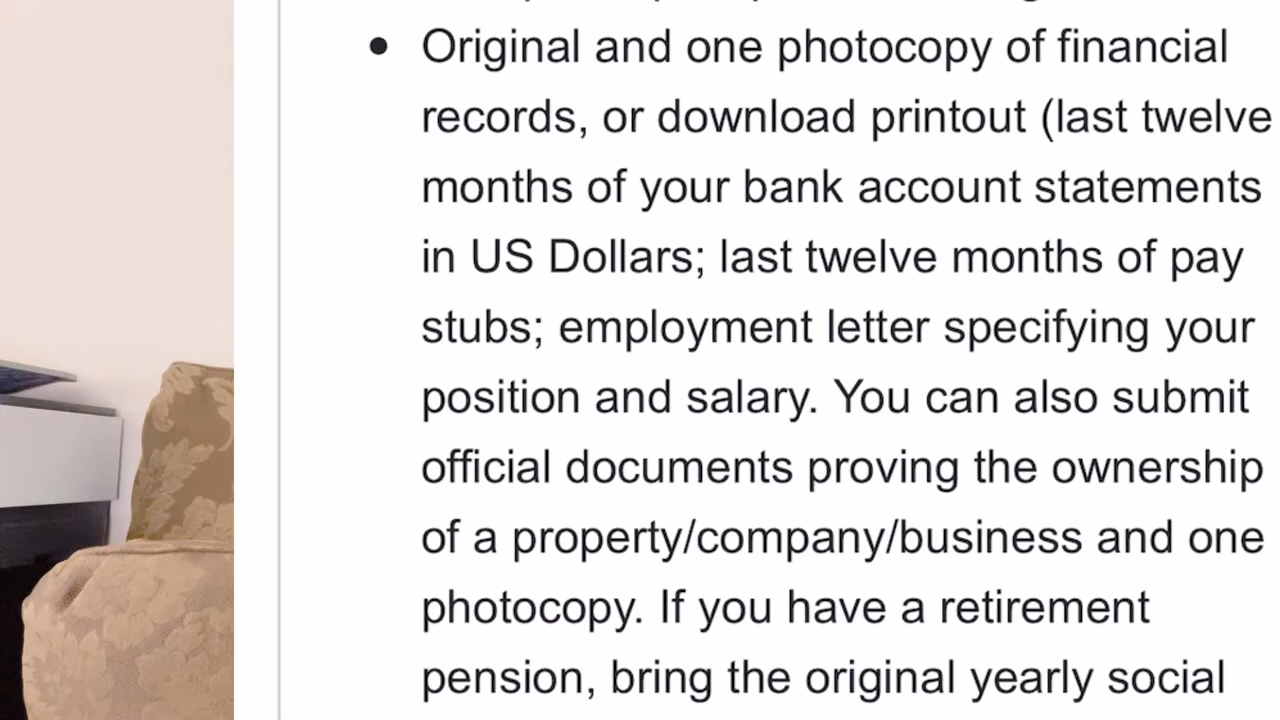 • Original and one photocopy of financial
records, or download printout (last twelve
months of your bank account statements
in US Dollars; last twelve months of pay
stubs; employment letter specifying your
position and salary. You can also submit
official documents proving the ownership
of a property/company/business and one
photocopy. If you have a retirement
pension, bring the original yearly social